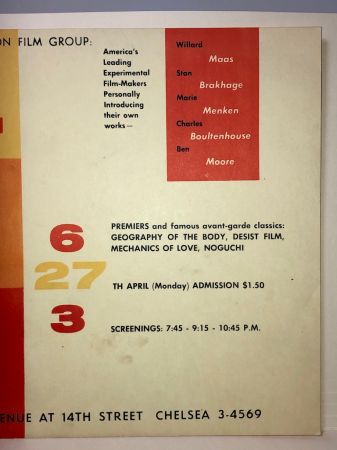 ON FILM GROUP:
America's
Leading
Experimental
Film-Makers
Personally
Introducing
their own
works—
Willard
Maas
Stan
Brakhage
Marie
Menken
Charles
Boultenhouse
Ben
Moore
6
PREMIERS and famous avant-garde classics:
GEOGRAPHY OF THE BODY, DESIST FILM,
MECHANICS OF LOVE, NOGUCHI
27
TH APRIL (Monday) ADMISSION $1.50
3
SCREENINGS: 7:45 - 9:15 - 10:45 P.M.
ENUE AT 14TH STREET CHELSEA 3-4569